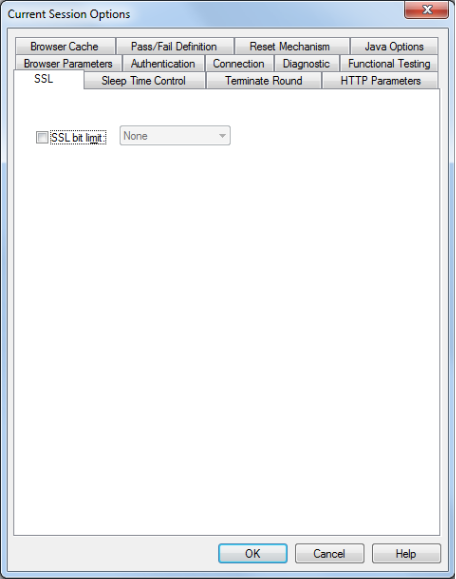 Current Session Options
Browser Cache Pass/Fail Definition Reset Mechanism Java Options
Browser Parameters Authentication Connection Diagnostic Functional Testing
SSL Sleep Time Control Terminate Round HTTP Parameters
SSL bit limit: None
OK Cancel Help